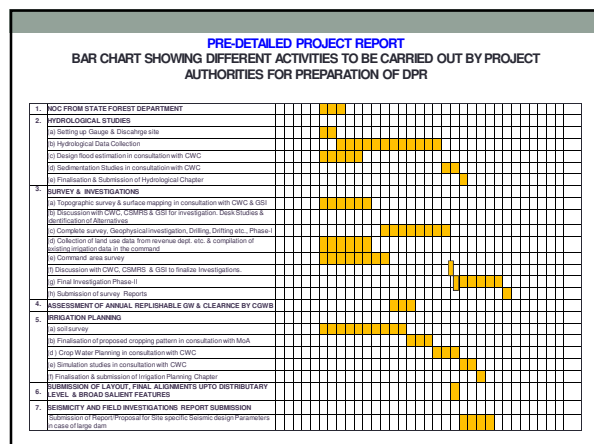 PRE-DETAILED PROJECT REPORT
BAR CHART SHOWING DIFFERENT ACTIVITIES TO BE CARRIED OUT BY PROJECT
AUTHORITIES FOR PREPARATION OF DPR
1. NOC FROM STATE FOREST DEPARTMENT
2. HYDROLOGICAL STUDIES
(a) Setting up Gauge & Discahrge site
(b) Hydrological Data Collection
(c) Design flood estimation in consultation with CWC
(d) Sedimentation Studies in consultatioin with CWC
(e) Finalisation & Submission of Hydrological Chapter
3. SURVEY & INVESTIGATIONS
(a) Topographic survey & surface mapping in consultation with CWC & GSI
(b) Discussion with CWC, CSMRS & GSI for investigation. Desk Studies &
identification of Alternatives
(c) Complete survey, Geophysical investigation, Drilling, Drifting etc., Phase-I
(d) Collection of land use data from revenue dept. etc. & compilation of
existing irrigation data in the command
(e) Command area survey
(f) Discussion with CWC, CSMRS & GSI to finalize Investigations.
(g) Final Investigation Phase-II
(h) Submission of survey Reports
4. ASSESSMENT OF ANNUAL REPLISHABLE GW & CLEARNCE BY CGWB
5. IRRIGATION PLANNING
(a) soil survey
(b) Finalisation of proposed cropping pattern in consultation with MoA
(d ) Crop Water Planning in consultation with CWC
(e) Simulation studies in consultation with CWC
(f) Finalisation & submission of Irrigation Planning Chapter
6. SUBMISSION OF LAYOUT, FINAL ALIGNMENTS UPTO DISTRIBUTARY
LEVEL & BROAD SALIENT FEATURES
7. SEISMICITY AND FIELD INVESTIGATIONS REPORT SUBMISSION
Submission of Report/Proposal for Site specific Seismic design Parameters
in case of large dam